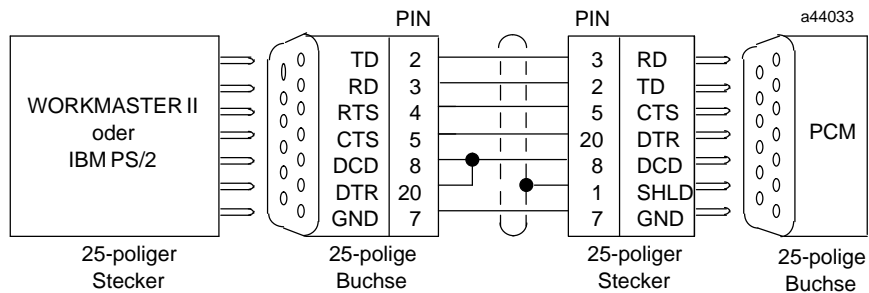 PIN PIN a44033
WORKMASTER II
oder
IBM PS/2
TD 2 3 RD
RD 3 2 TD
RTS 4 5 CTS
CTS 5 20 DTR
DCD 8 8 DCD
DTR 20 1 SHLD
GND 7 7 GND
PCM
25-poliger
Stecker
25-polige
Buchse
25-poliger
Stecker
25-polige
Buchse